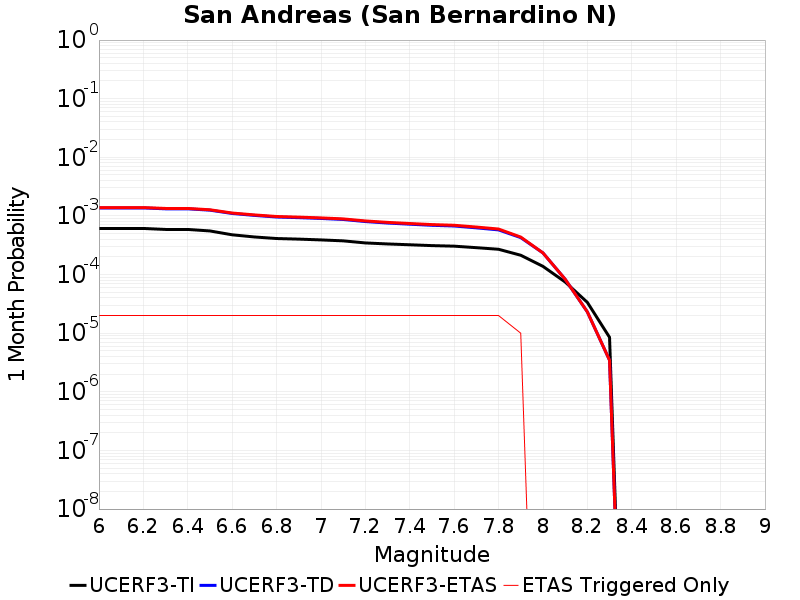 San Andreas (San Bernardino N)
1 Month Probability
10^0
10^-1
10^-2
10^-3
10^-4
10^-5
10^-6
10^-7
10^-8
6 6.2 6.4 6.6 6.8 7 7.2 7.4 7.6 7.8 8 8.2 8.4 8.6 8.8 9
Magnitude
UCERF3-TI UCERF3-TD UCERF3-ETAS ETAS Triggered Only